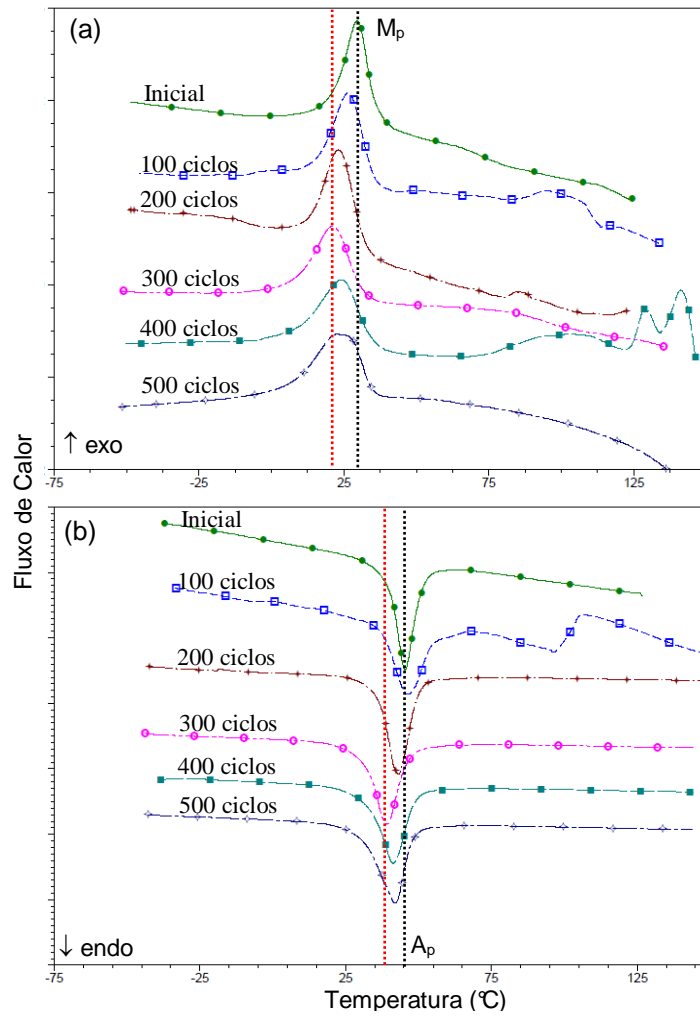 (a)
Mₚ
Inicial
100 ciclos
200 ciclos
300 ciclos
400 ciclos
500 ciclos
↑ exo
-75
-25
25
75
125
Fluxo de Calor
(b)
Inicial
100 ciclos
200 ciclos
300 ciclos
400 ciclos
500 ciclos
↓ endo
Aₚ
-75
-25
25
75
125
Temperatura (°C)